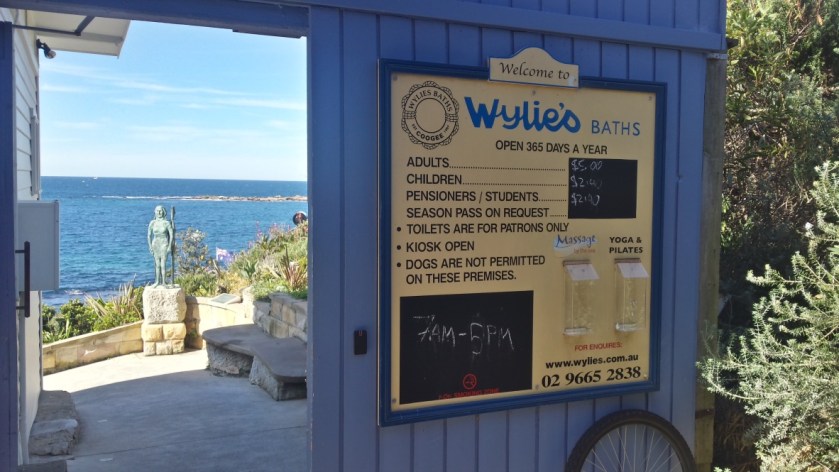 Welcome to
WYLIES BATHS
COOGEE
Wylie's BATHS
OPEN 365 DAYS A YEAR
ADULTS................................ $5.00
CHILDREN............................ $2.40
PENSIONERS / STUDENTS....... $2.40
SEASON PASS ON REQUEST.....
• TOILETS ARE FOR PATRONS ONLY
• KIOSK OPEN
• DOGS ARE NOT PERMITTED
ON THESE PREMISES.
Massage
YOGA &
PILATES
7AM-5PM
FOR ENQUIRES:
www.wylies.com.au
02 9665 2838